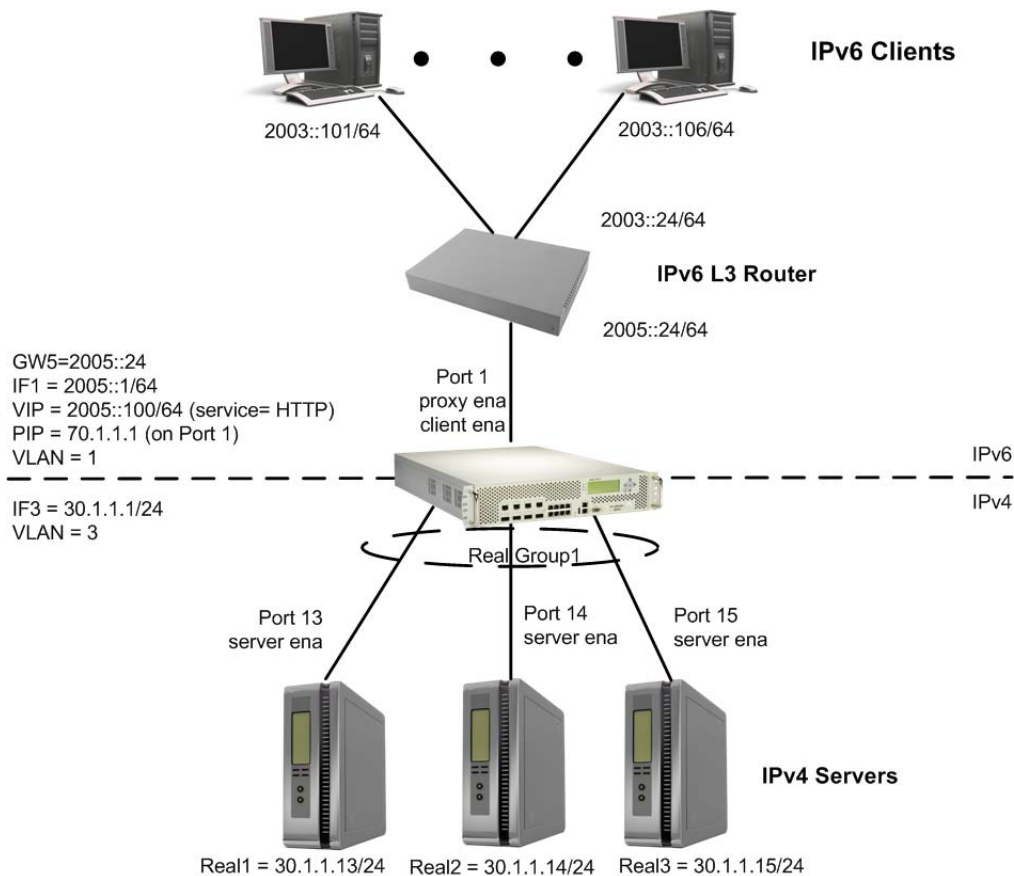 IPv6 Clients
2003::101/64
2003::106/64
2003::24/64
IPv6 L3 Router
2005::24/64
GW5=2005::24
IF1 = 2005::1/64
VIP = 2005::100/64 (service= HTTP)
PIP = 70.1.1.1 (on Port 1)
VLAN = 1
Port 1
proxy ena
client ena
IPv6
IPv4
IF3 = 30.1.1.1/24
VLAN = 3
Real Group1
Port 13
server ena
Port 14
server ena
Port 15
server ena
IPv4 Servers
Real1 = 30.1.1.13/24
Real2 = 30.1.1.14/24
Real3 = 30.1.1.15/24